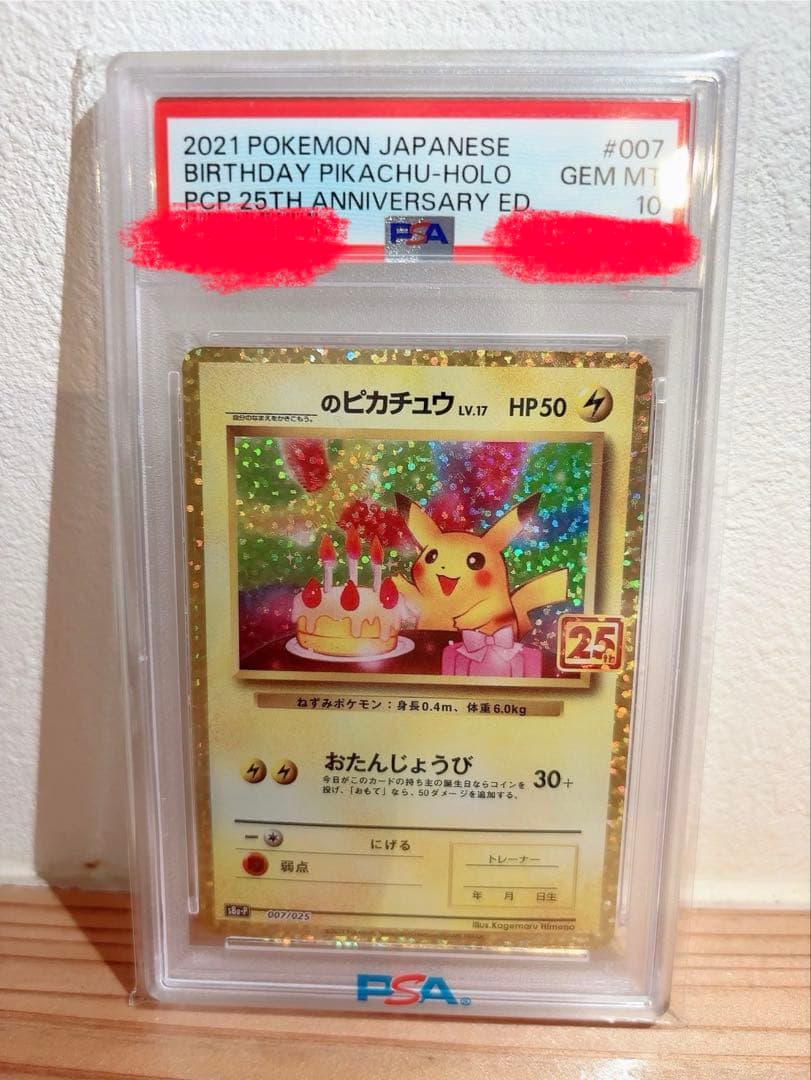 2021 POKEMON JAPANESE #007
BIRTHDAY PIKACHU-HOLO GEM MT
PCP 25TH ANNIVERSARY ED. 10
PSA
のピカチュウ LV.17 HP50
自分のなまえをかきこもう。
25th
ねずみポケモン：身長0.4m、体重6.0kg
おたんじょうび 30+
今日がこのカードの持ち主の誕生日ならコインを
投げ、「おもて」なら、50ダメージを追加する。
にげる
弱点
トレーナー
年 月 日生
s8a-P 007/025
Illus.Kagemaru Himeno
PSA